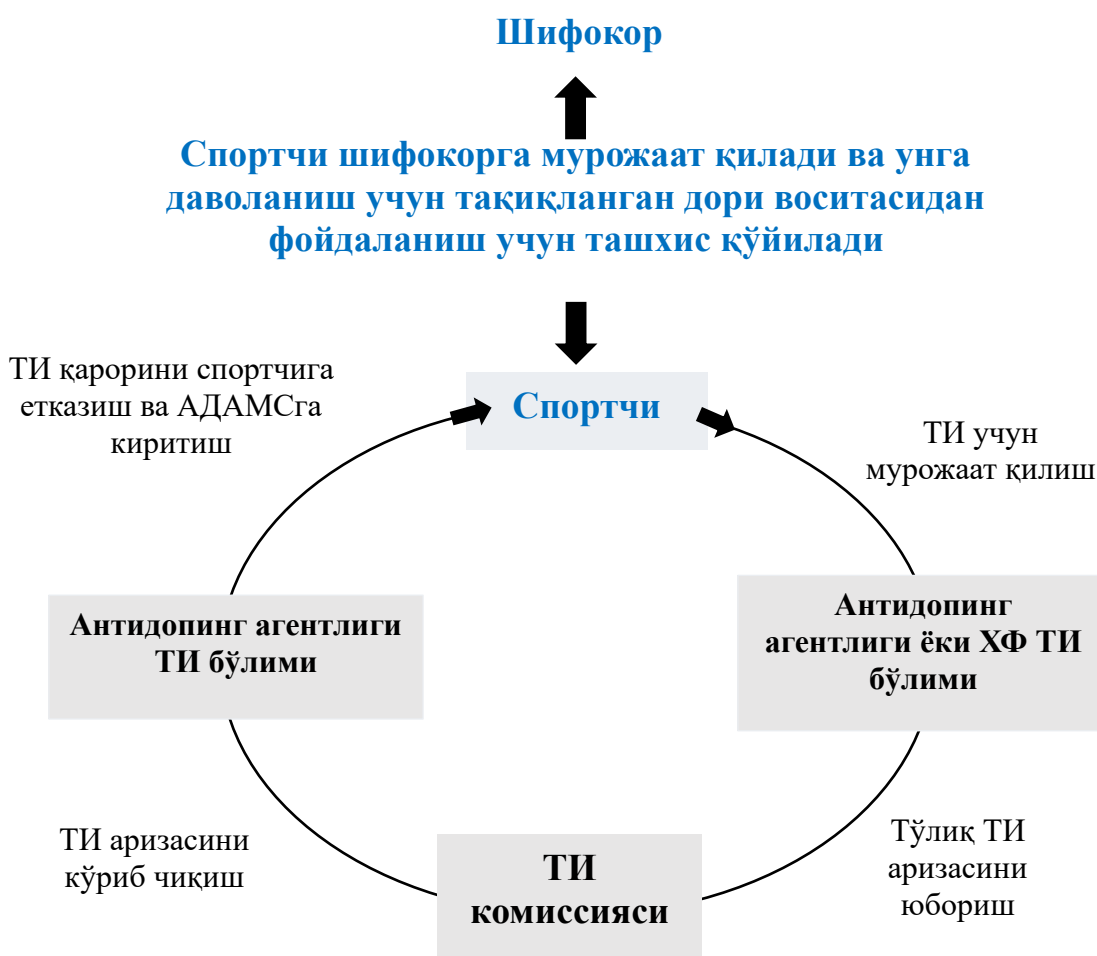 Шифокор
Спортчи шифокорга мурожаат қилади ва унга
даволаниш учун тақиқланган дори воситасидан
фойдаланиш учун ташхис қўйилади
ТИ қарорини спортчига
етказиш ва АДАМСга
киритиш
Спортчи
ТИ учун
мурожаат қилиш
Антидопинг агентлиги
ТИ бўлими
Антидопинг
агентлиги ёки ХФ ТИ
бўлими
ТИ аризасини
кўриб чиқиш
ТИ
комиссияси
Тўлиқ ТИ
аризасини
юбориш